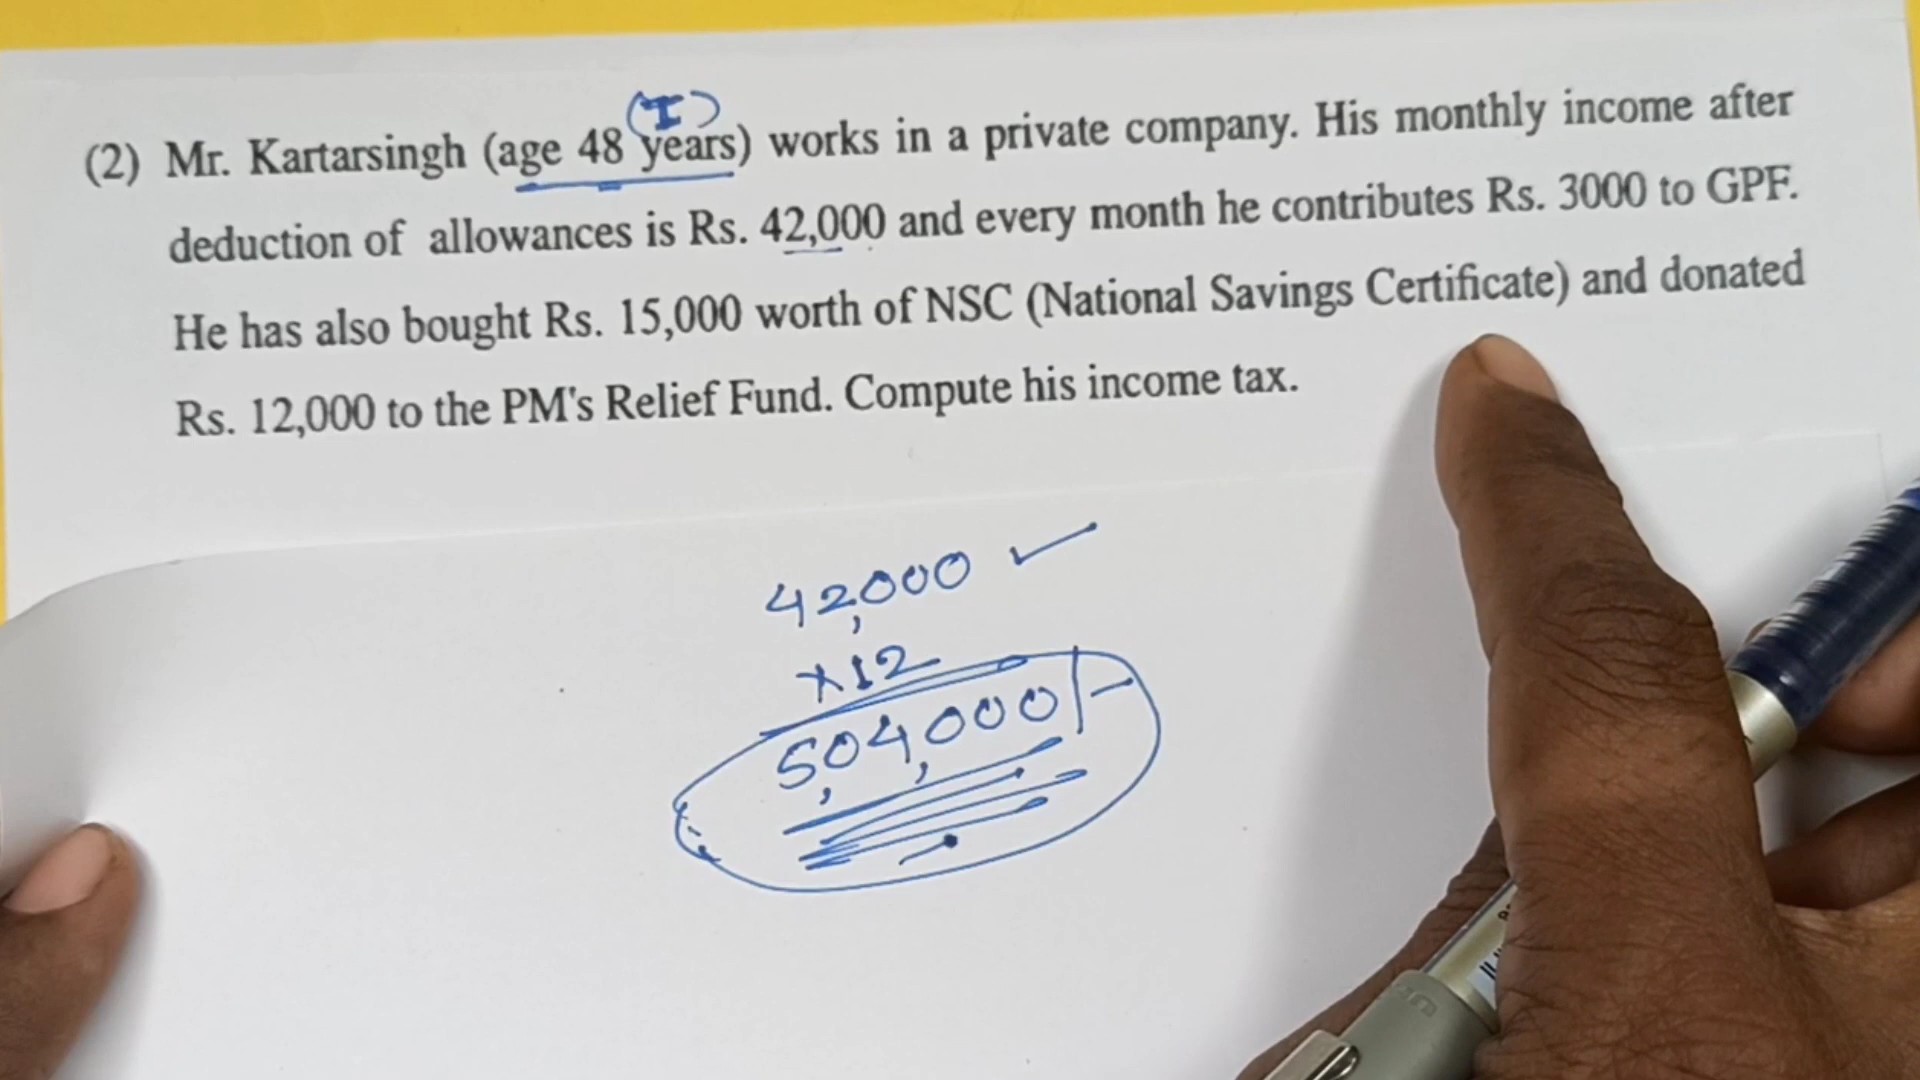 (I)
(2) Mr. Kartarsingh (age 48 years) works in a private company. His monthly income after
deduction of allowances is Rs. 42,000 and every month he contributes Rs. 3000 to GPF.
He has also bought Rs. 15,000 worth of NSC (National Savings Certificate) and donated
Rs. 12,000 to the PM's Relief Fund. Compute his income tax.
42,000 ✓
×12
5,04,000/-